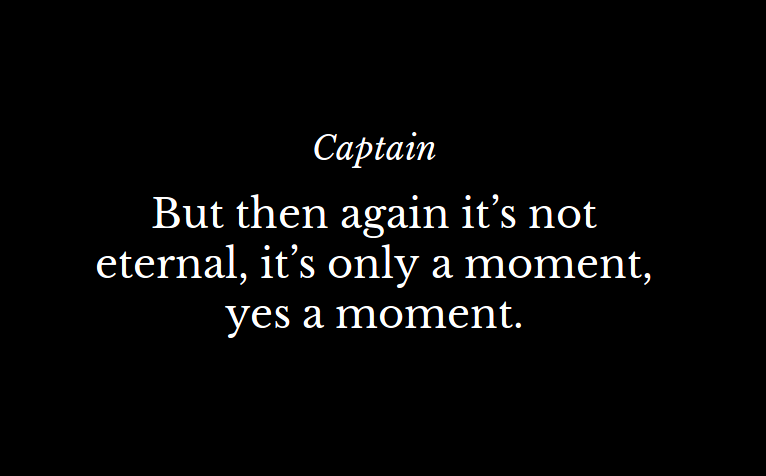 Captain
But then again it’s not
eternal, it’s only a moment,
yes a moment.